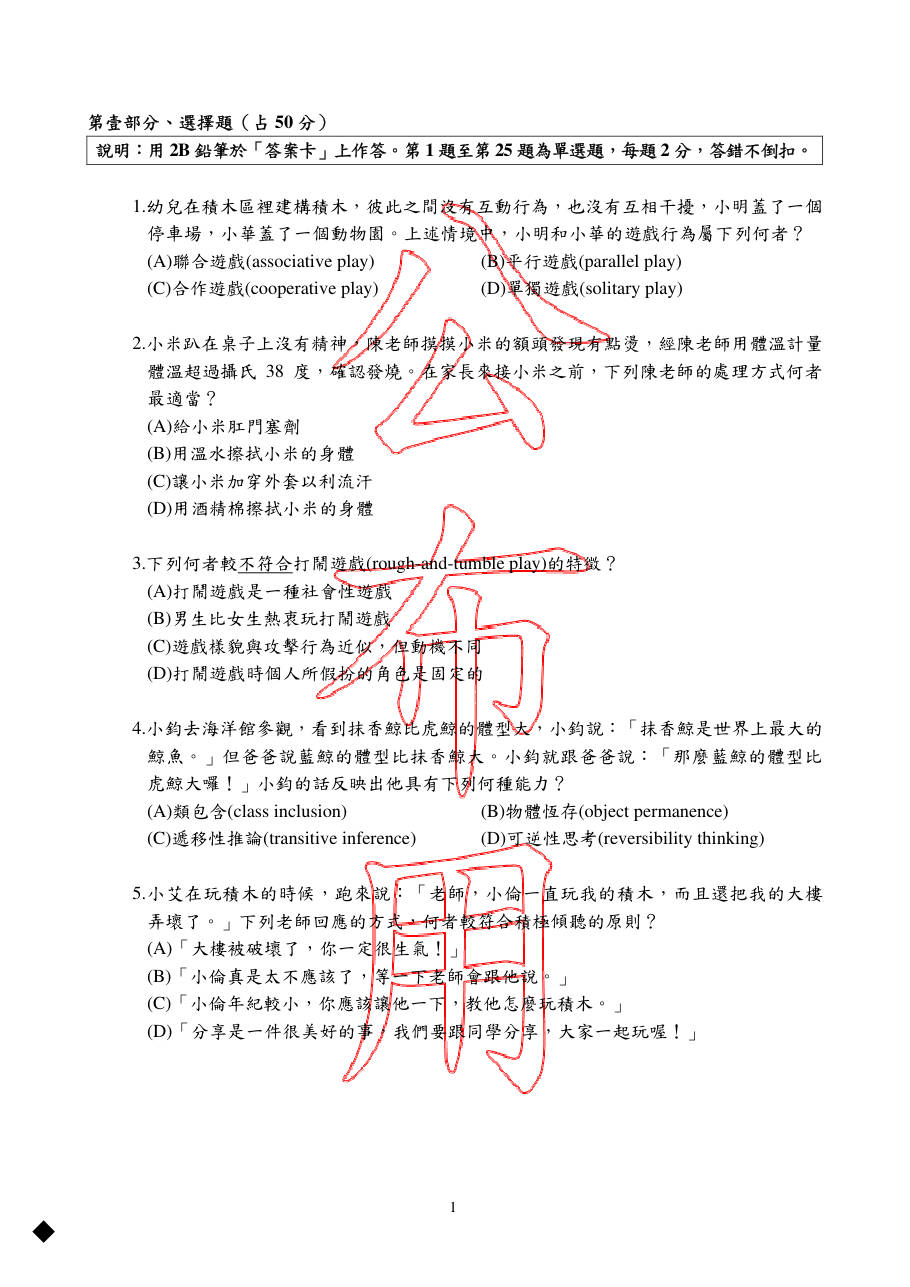 第壹部分、選擇題（占 50 分）
說明：用 2B 鉛筆於「答案卡」上作答。第 1 題至第 25 題為單選題，每題 2 分，答錯不倒扣。
1.幼兒在積木區裡建構積木，彼此之間沒有互動行為，也沒有互相干擾，小明蓋了一個
停車場，小華蓋了一個動物園。上述情境中，小明和小華的遊戲行為屬下列何者？
(A)聯合遊戲(associative play) (B)平行遊戲(parallel play)
(C)合作遊戲(cooperative play) (D)單獨遊戲(solitary play)
2.小米趴在桌子上沒有精神，陳老師摸摸小米的額頭發現有點燙，經陳老師用體溫計量
體溫超過攝氏 38 度，確認發燒。在家長來接小米之前，下列陳老師的處理方式何者
最適當？
(A)給小米肛門塞劑
(B)用溫水擦拭小米的身體
(C)讓小米加穿外套以利流汗
(D)用酒精棉擦拭小米的身體
3.下列何者較不符合打鬧遊戲(rough-and-tumble play)的特徵？
(A)打鬧遊戲是一種社會性遊戲
(B)男生比女生熱衷玩打鬧遊戲
(C)遊戲樣貌與攻擊行為近似，但動機不同
(D)打鬧遊戲時個人所假扮的角色是固定的
4.小鈞去海洋館參觀，看到抹香鯨比虎鯨的體型大，小鈞說：「抹香鯨是世界上最大的
鯨魚。」但爸爸說藍鯨的體型比抹香鯨大。小鈞就跟爸爸說：「那麼藍鯨的體型比
虎鯨大囉！」小鈞的話反映出他具有下列何種能力？
(A)類包含(class inclusion) (B)物體恆存(object permanence)
(C)遞移性推論(transitive inference) (D)可逆性思考(reversibility thinking)
5.小艾在玩積木的時候，跑來說：「老師，小倫一直玩我的積木，而且還把我的大樓
弄壞了。」下列老師回應的方式，何者較符合積極傾聽的原則？
(A)「大樓被破壞了，你一定很生氣！」
(B)「小倫真是太不應該了，等一下老師會跟他說。」
(C)「小倫年紀較小，你應該讓他一下，教他怎麼玩積木。」
(D)「分享是一件很美好的事，我們要跟同學分享，大家一起玩喔！」
公布用
1